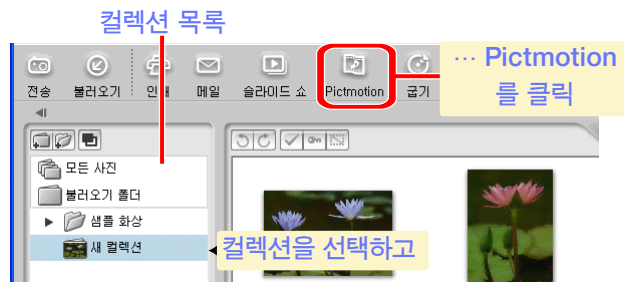 컬렉션 목록
… Pictmotion
를 클릭
전송 불러오기 인쇄 메일 슬라이드 쇼 Pictmotion 굽기
모든 사진
불러오기 폴더
샘플 화상
새 컬렉션
컬렉션을 선택하고